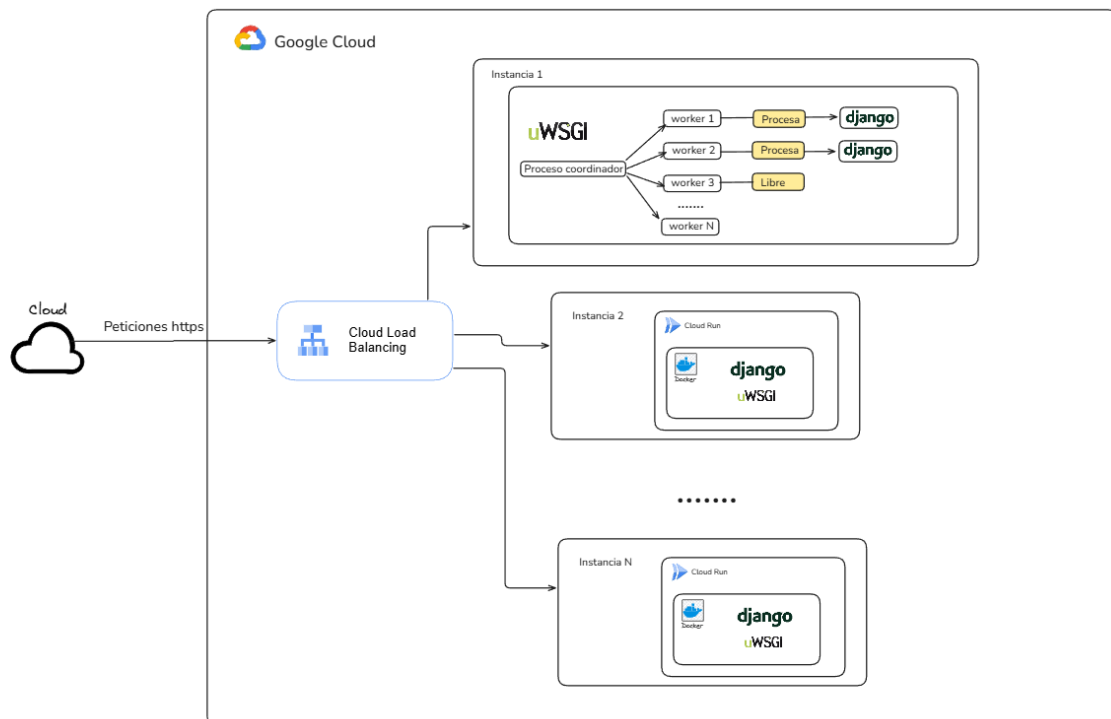 Google Cloud
Instancia 1
uWSGI
Proceso coordinador
worker 1
Procesa
django
worker 2
Procesa
django
worker 3
Libre
.......
worker N
Cloud
Peticiones https
Cloud Load
Balancing
Instancia 2
Cloud Run
Docker
django
uWSGI
.......
Instancia N
Cloud Run
Docker
django
uWSGI